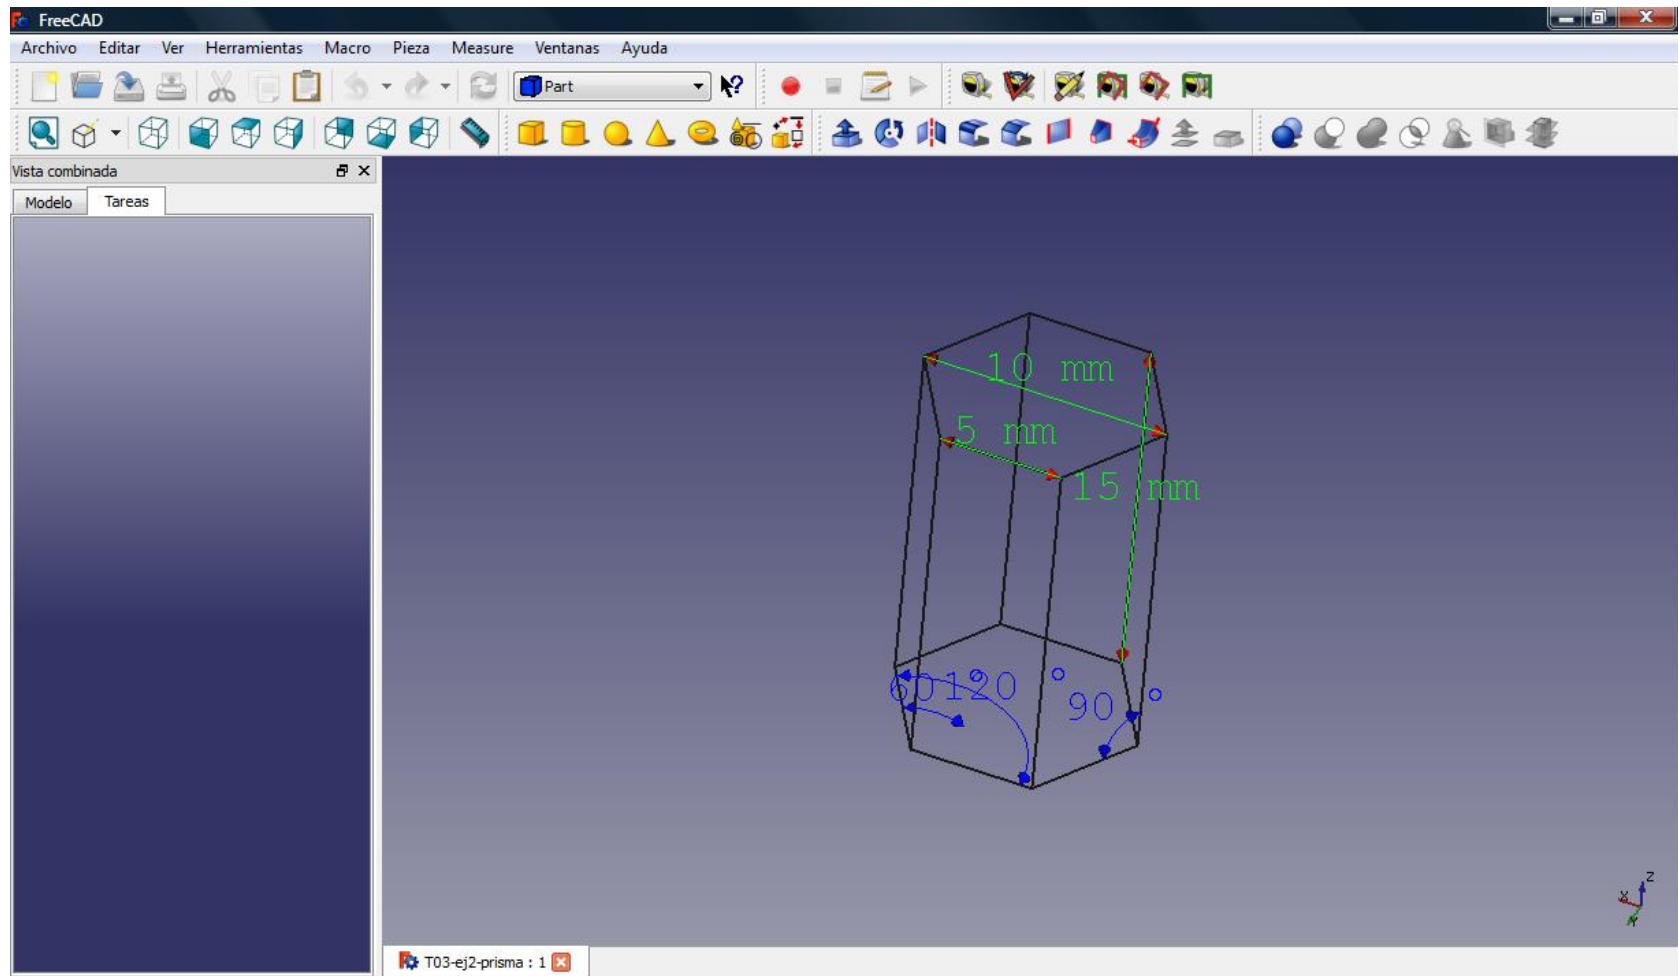 FreeCAD
Archivo Editar Ver Herramientas Macro Pieza Measure Ventanas Ayuda
Part
Vista combinada
Modelo Tareas
10 mm
5 mm
15 mm
60 °
120 °
90 °
Z
X
Y
T03-ej2-prisma : 1